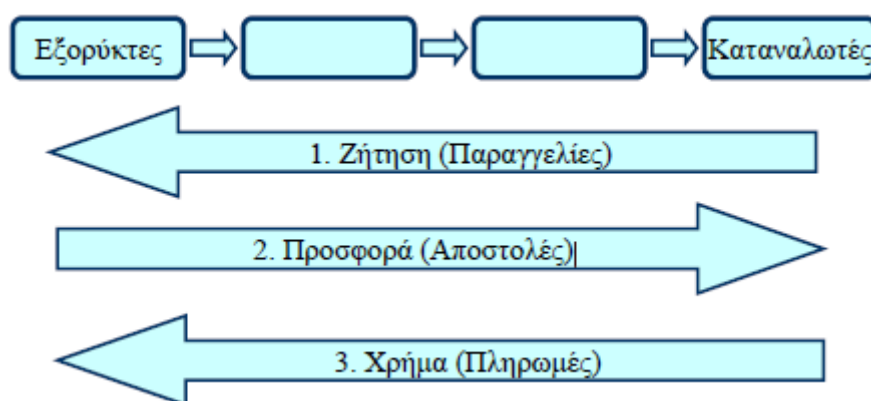 Εξορύκτες
Καταναλωτές
1. Ζήτηση (Παραγγελίες)
2. Προσφορά (Αποστολές)
3. Χρήμα (Πληρωμές)